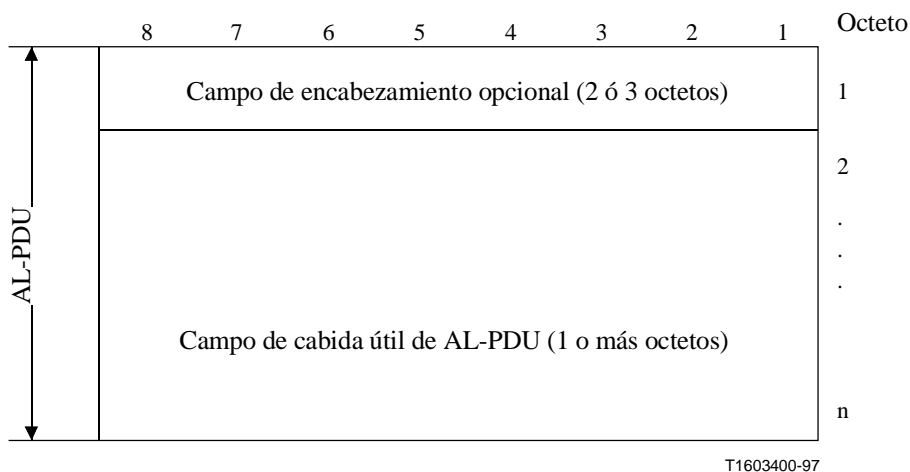 Octeto
8 7 6 5 4 3 2 1
Campo de encabezamiento opcional (2 ó 3 octetos) 1
2
.
.
.
AL-PDU
Campo de cabida útil de AL-PDU (1 o más octetos)
n
T1603400-97